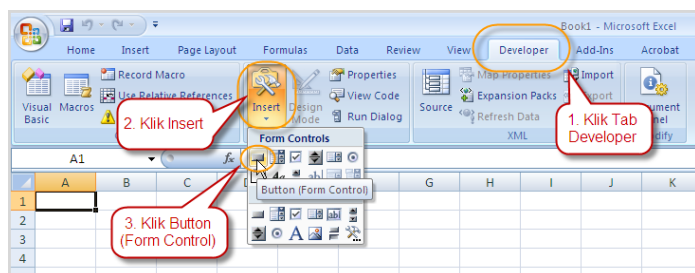 Book1 - Microsoft Excel
Home Insert Page Layout Formulas Data Review View Developer Add-Ins Acrobat
Record Macro
Use Relative References
Visual Basic
Macros
Insert
Design Mode
Properties
View Code
Run Dialog
Source
Map Properties
Expansion Packs
Refresh Data
Import
Export
XML
1. Klik Tab
Developer
2. Klik Insert
Form Controls
A1
fx
Button (Form Control)
A B C G H I J K
1
2
3
4
3. Klik Button
(Form Control)